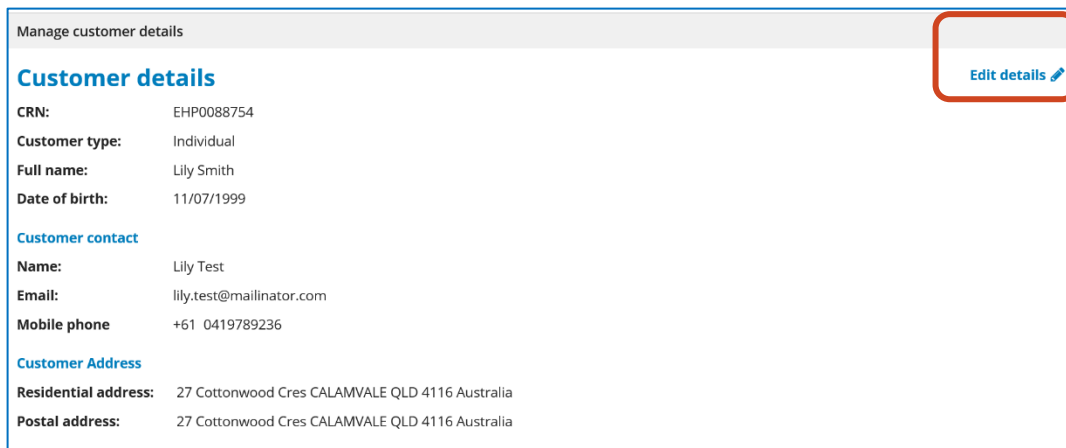 Manage customer details
Customer details
Edit details
CRN: EHP0088754
Customer type: Individual
Full name: Lily Smith
Date of birth: 11/07/1999
Customer contact
Name: Lily Test
Email: lily.test@mailinator.com
Mobile phone +61 0419789236
Customer Address
Residential address: 27 Cottonwood Cres CALAMVALE QLD 4116 Australia
Postal address: 27 Cottonwood Cres CALAMVALE QLD 4116 Australia